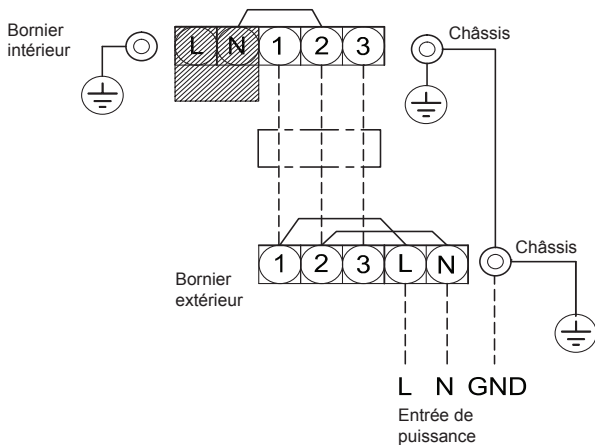 Bornier
intérieur
L N 1 2 3
Châssis
1 2 3 L N
Châssis
Bornier
extérieur
L N GND
Entrée de
puissance